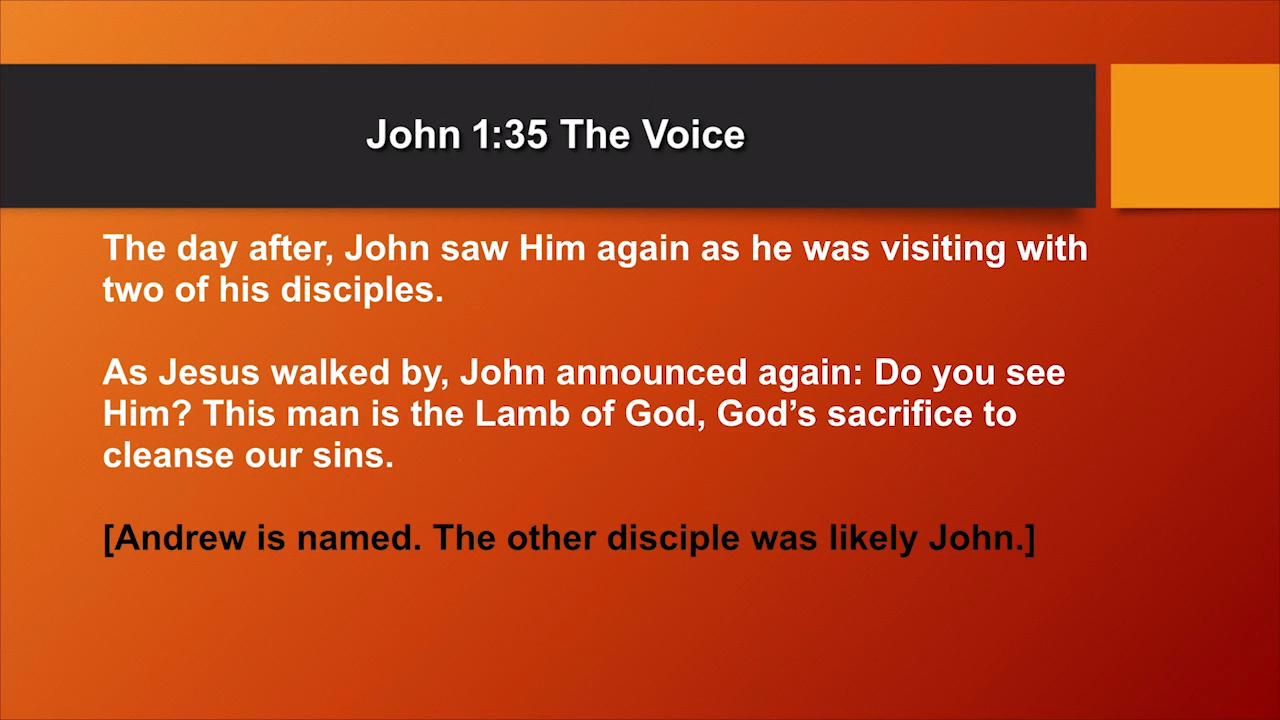 John 1:35 The Voice
The day after, John saw Him again as he was visiting with
two of his disciples.
As Jesus walked by, John announced again: Do you see
Him? This man is the Lamb of God, God’s sacrifice to
cleanse our sins.
[Andrew is named. The other disciple was likely John.]